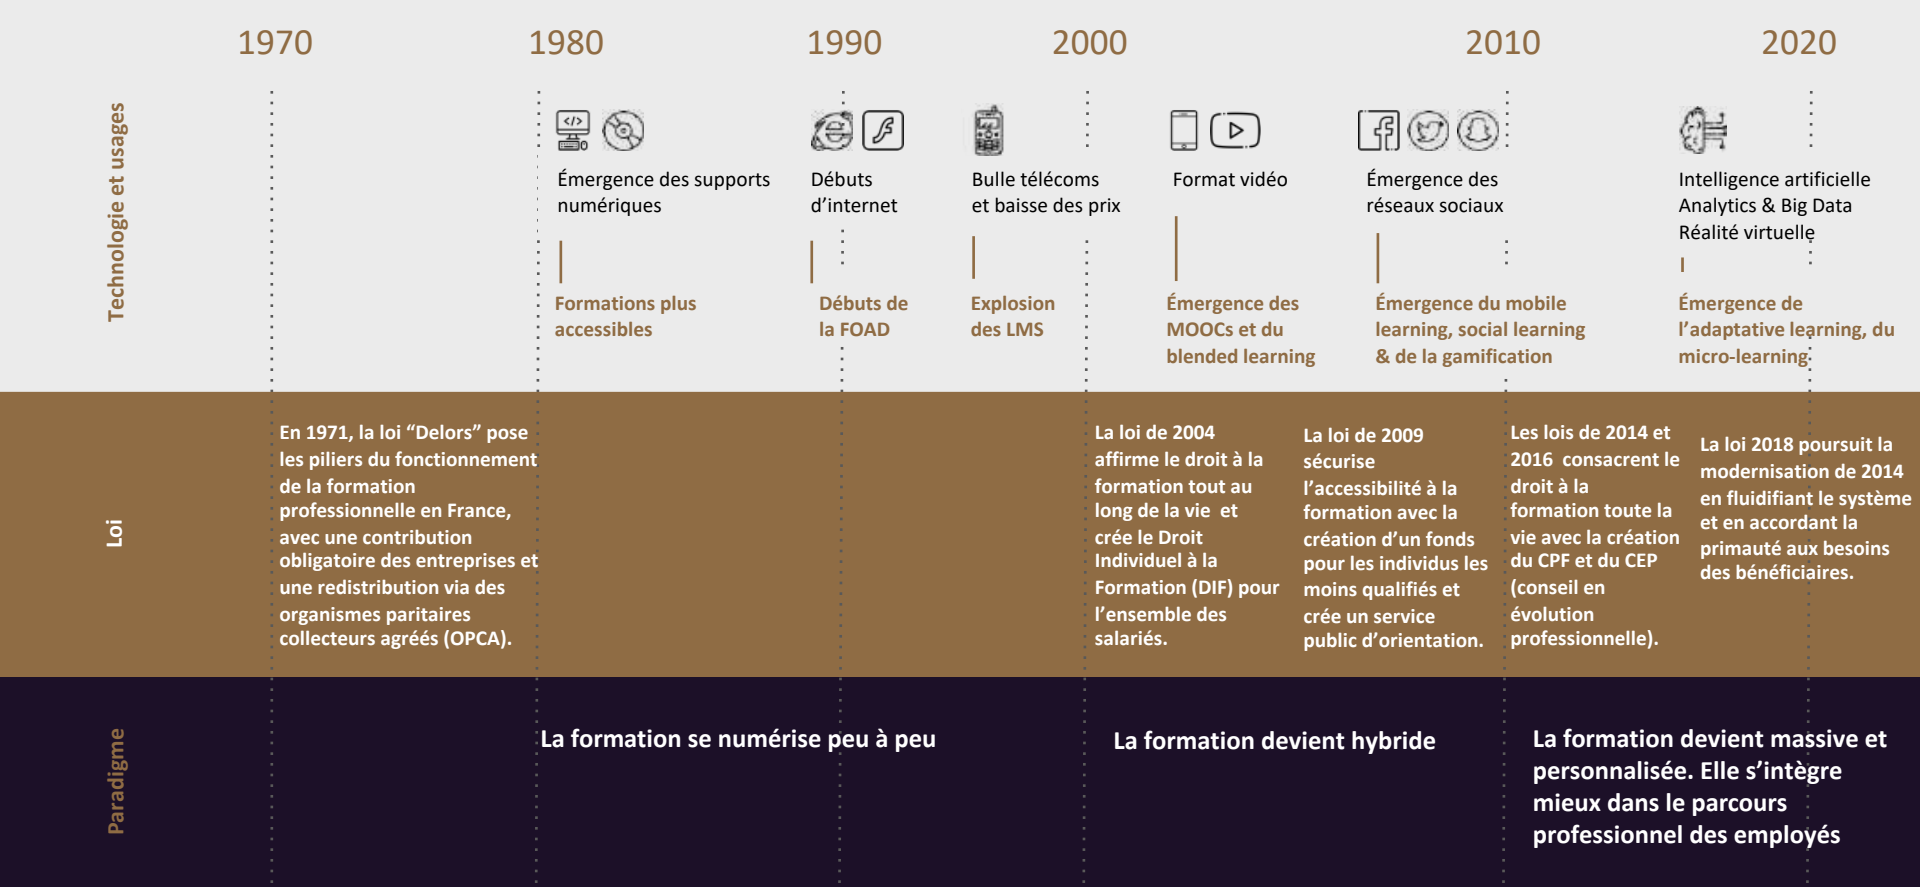 1970
1980
1990
2000
2010
2020
Technologie et usages
Émergence des supports
numériques
Débuts
d’internet
Bulle télécoms
et baisse des prix
Format vidéo
Émergence des
réseaux sociaux
Intelligence artificielle
Analytics & Big Data
Réalité virtuelle
Formations plus
accessibles
Débuts de
la FOAD
Explosion
des LMS
Émergence des
MOOCs et du
blended learning
Émergence du mobile
learning, social learning
& de la gamification
Émergence de
l’adaptative learning, du
micro-learning
Loi
En 1971, la loi “Delors” pose
les piliers du fonctionnement
de la formation
professionnelle en France,
avec une contribution
obligatoire des entreprises et
une redistribution via des
organismes paritaires
collecteurs agréés (OPCA).
La loi de 2004
affirme le droit à la
formation tout au
long de la vie et
crée le Droit
Individuel à la
Formation (DIF) pour
l’ensemble des
salariés.
La loi de 2009
sécurise
l’accessibilité à la
formation avec la
création d’un fonds
pour les individus les
moins qualifiés et
crée un service
public d’orientation.
Les lois de 2014 et
2016 consacrent le
droit à la
formation toute la
vie avec la création
du CPF et du CEP
(conseil en
évolution
professionnelle).
La loi 2018 poursuit la
modernisation de 2014
en fluidifiant le système
et en accordant la
primauté aux besoins
des bénéficiaires.
Paradigme
La formation se numérise peu à peu
La formation devient hybride
La formation devient massive et
personnalisée. Elle s’intègre
mieux dans le parcours
professionnel des employés